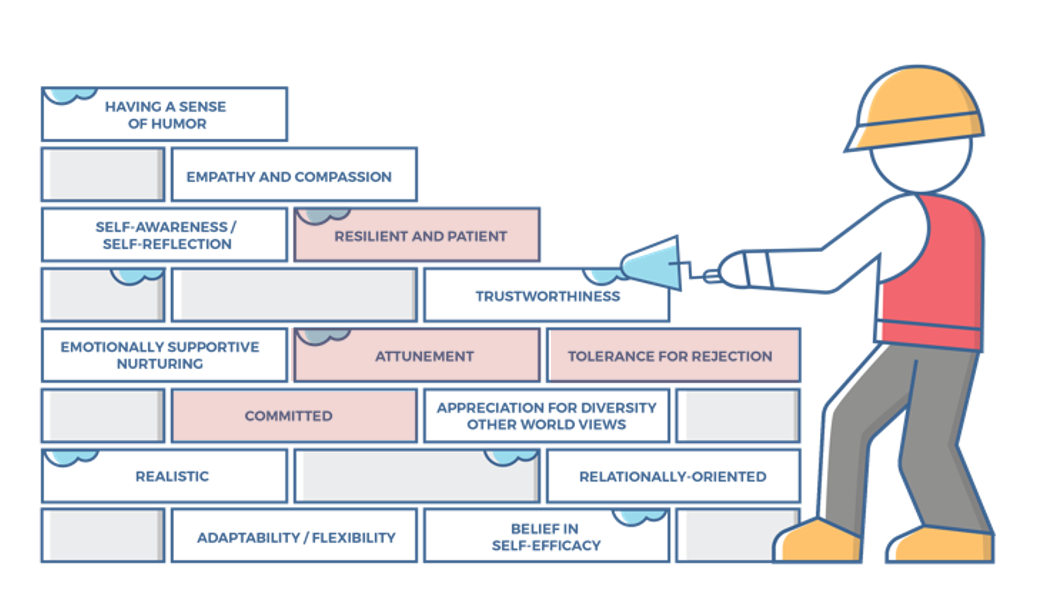 HAVING A SENSE
OF HUMOR
EMPATHY AND COMPASSION
SELF-AWARENESS /
SELF-REFLECTION
RESILIENT AND PATIENT
TRUSTWORTHINESS
EMOTIONALLY SUPPORTIVE
NURTURING
ATTUNEMENT
TOLERANCE FOR REJECTION
COMMITTED
APPRECIATION FOR DIVERSITY
OTHER WORLD VIEWS
REALISTIC
RELATIONALLY-ORIENTED
ADAPTABILITY / FLEXIBILITY
BELIEF IN
SELF-EFFICACY